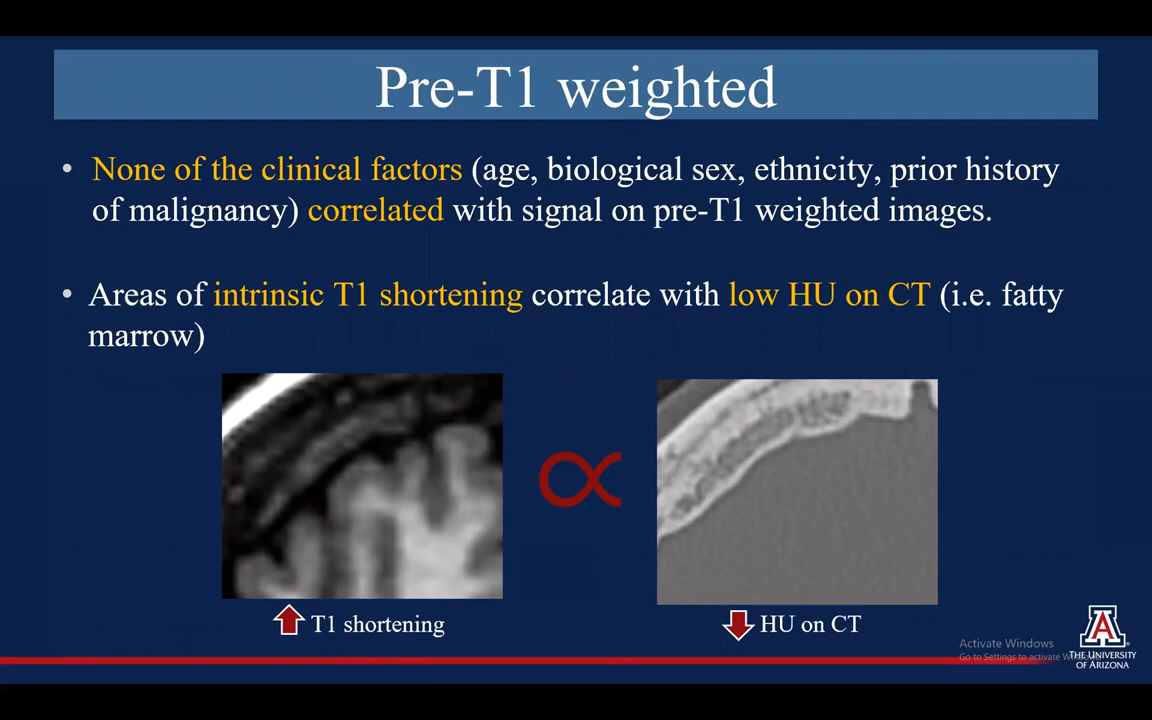 Pre-T1 weighted
• None of the clinical factors (age, biological sex, ethnicity, prior history
of malignancy) correlated with signal on pre-T1 weighted images.
• Areas of intrinsic T1 shortening correlate with low HU on CT (i.e. fatty
marrow)
∝
T1 shortening
HU on CT
Activate Windows
Go to Settings to activate
THE UNIVERSITY
OF ARIZONA